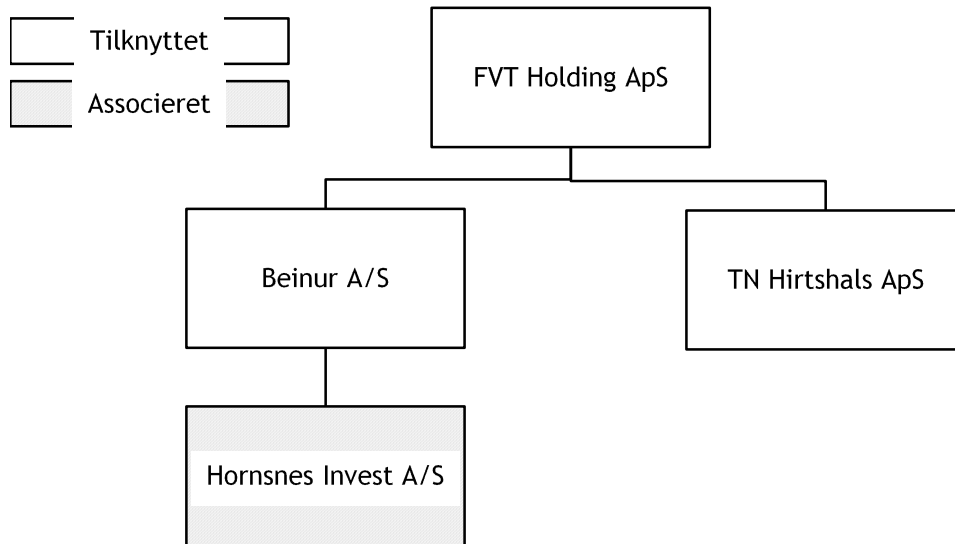 Tilknyttet
Associeret
FVT Holding ApS
Beinur A/S
TN Hirtshals ApS
Hornsnes Invest A/S